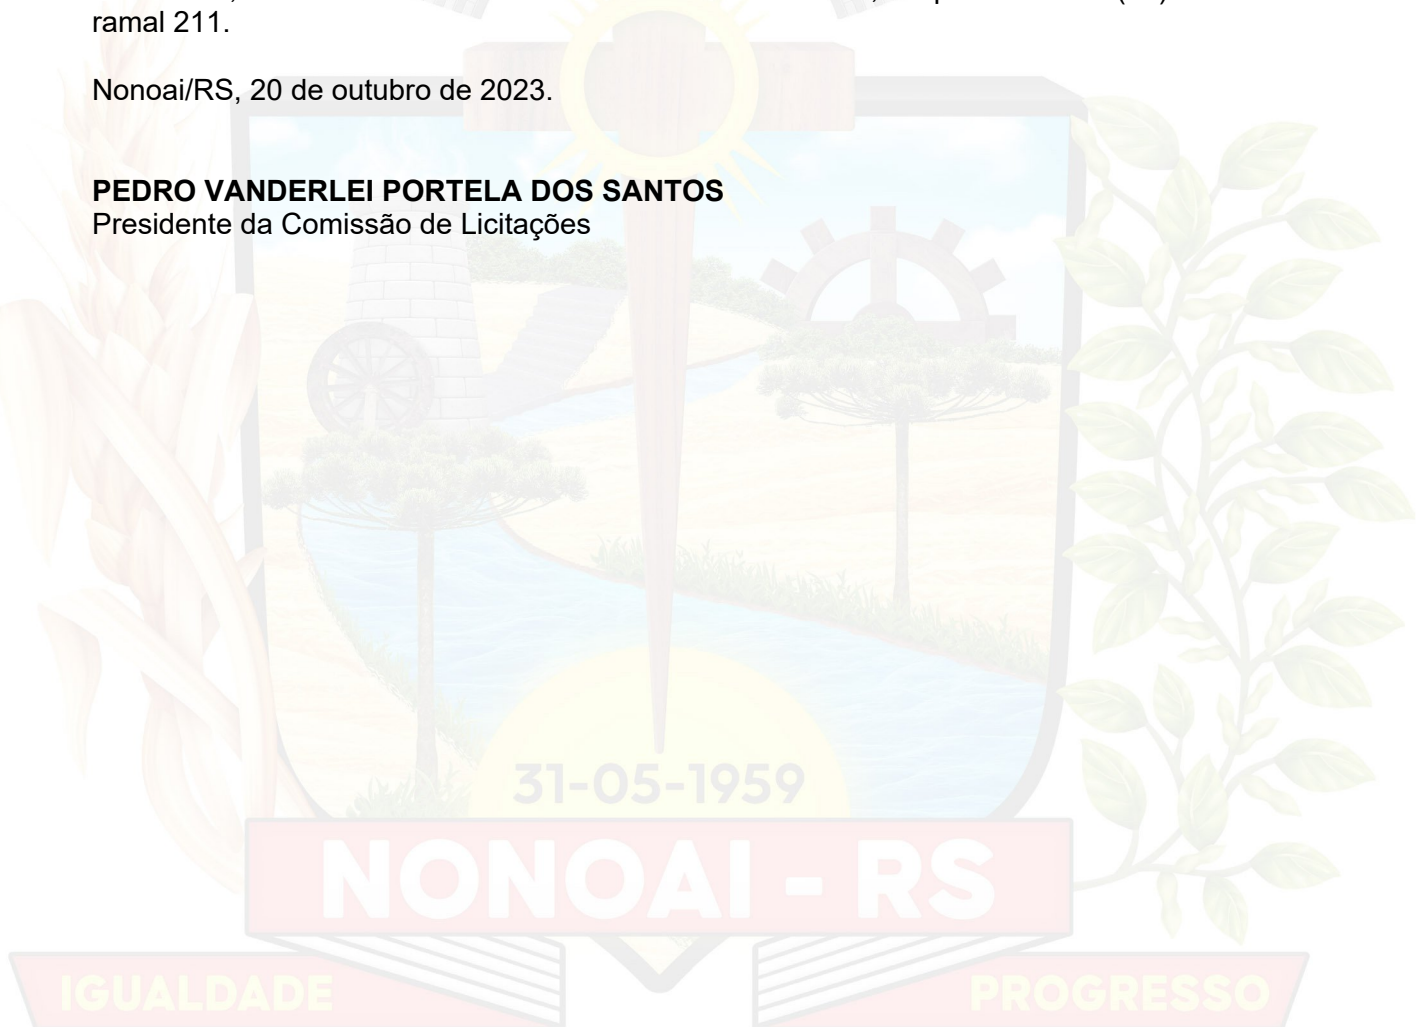 ramal 211.
Nonoai/RS, 20 de outubro de 2023.
PEDRO VANDERLEI PORTELA DOS SANTOS
Presidente da Comissão de Licitações
31-05-1959
NONOAI - RS
IGUALDADE
PROGRESSO